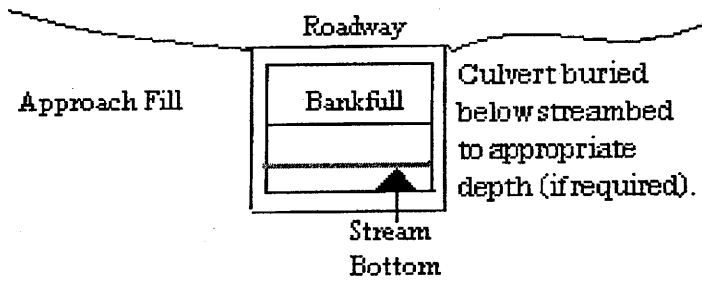 Roadway
Approach Fill
Bankfull
Culvert buried
below streambed
to appropriate
depth (if required).
Stream
Bottom